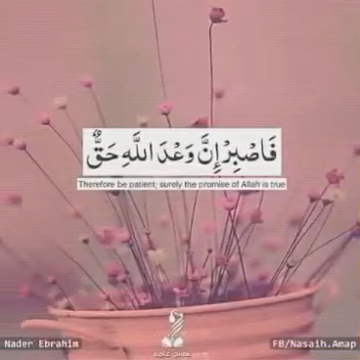 فَاصْبِرْ إِنَّ وَعْدَ اللَّهِ حَقٌّ ۖ
Therefore be patient; surely the promise of Allah is true
Nader Ebrahim
FB/Nasaih.Amap